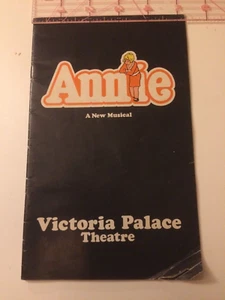 Annie
A New Musical
Victoria Palace
Theatre